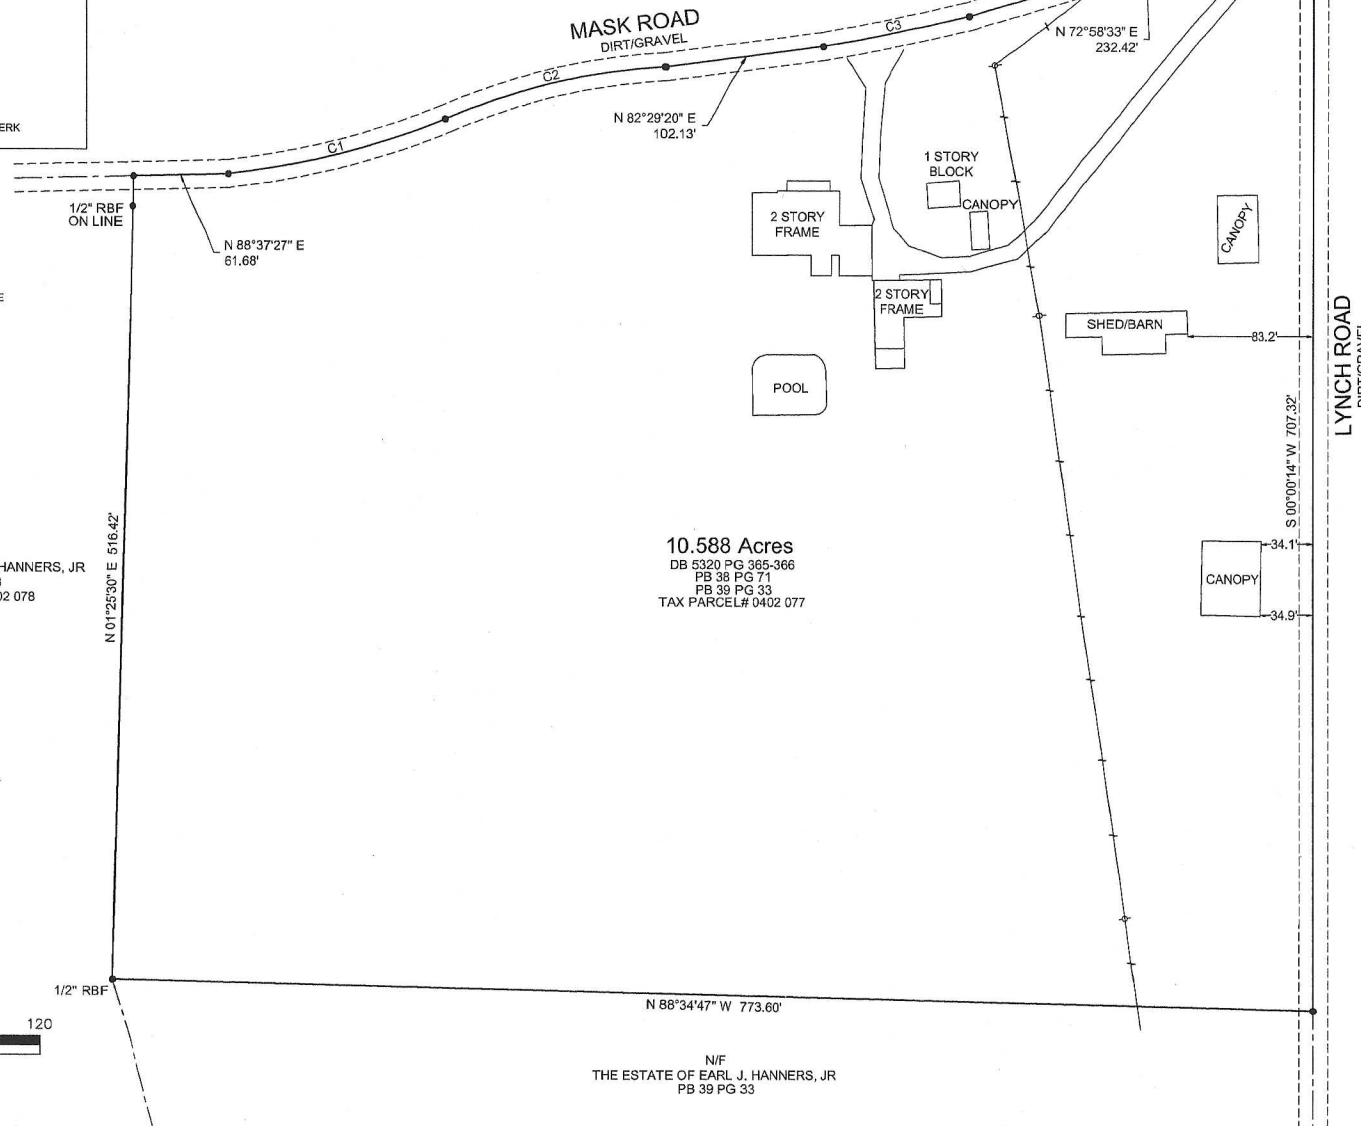 MASK ROAD
DIRT/GRAVEL
C3
N 72°58'33" E
232.42'
C2
N 82°29'20" E
102.13'
ERK
C1
1 STORY
BLOCK
CANOPY
1/2" RBF
ON LINE
2 STORY
FRAME
CANOPY
N 88°37'27" E
61.68'
E
2 STORY
FRAME
SHED/BARN
83.2'
LYNCH ROAD
DIRT/GRAVEL
POOL
S 00°00'14" W 707.32'
N 01°25'30" E 516.42'
10.588 Acres
DB 5320 PG 365-366
PB 38 PG 71
PB 39 PG 33
TAX PARCEL# 0402 077
HANNERS, JR
02 078
34.1'
CANOPY
34.9'
1/2" RBF
N 88°34'47" W 773.60'
120
N/F
THE ESTATE OF EARL J. HANNERS, JR
PB 39 PG 33